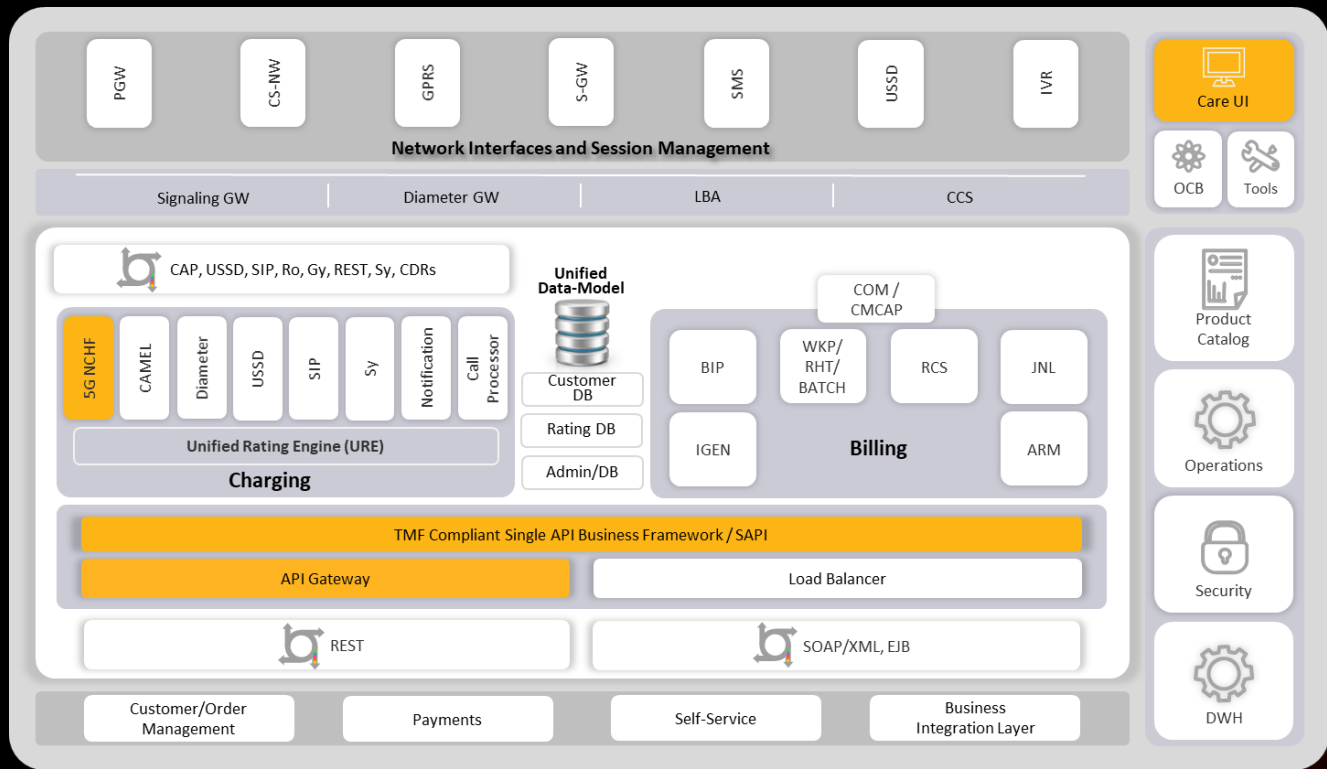 PGW
CS-NW
GPRS
S-GW
SMS
USSD
IVR
Network Interfaces and Session Management
Signaling GW
Diameter GW
LBA
CCS
CAP, USSD, SIP, Ro, Gy, REST, Sy, CDRs
5G NCHF
CAMEL
Diameter
USSD
SIP
Sy
Notification
Call
Processor
Unified Rating Engine (URE)
Charging
Unified
Data-Model
Customer
DB
Rating DB
Admin/DB
COM /
CMCAP
BIP
WKP/
RHT/
BATCH
RCS
JNL
IGEN
Billing
ARM
TMF Compliant Single API Business Framework / SAPI
API Gateway
Load Balancer
REST
SOAP/XML, EJB
Customer/Order
Management
Payments
Self-Service
Business
Integration Layer
Care UI
OCB
Tools
Product
Catalog
Operations
Security
DWH